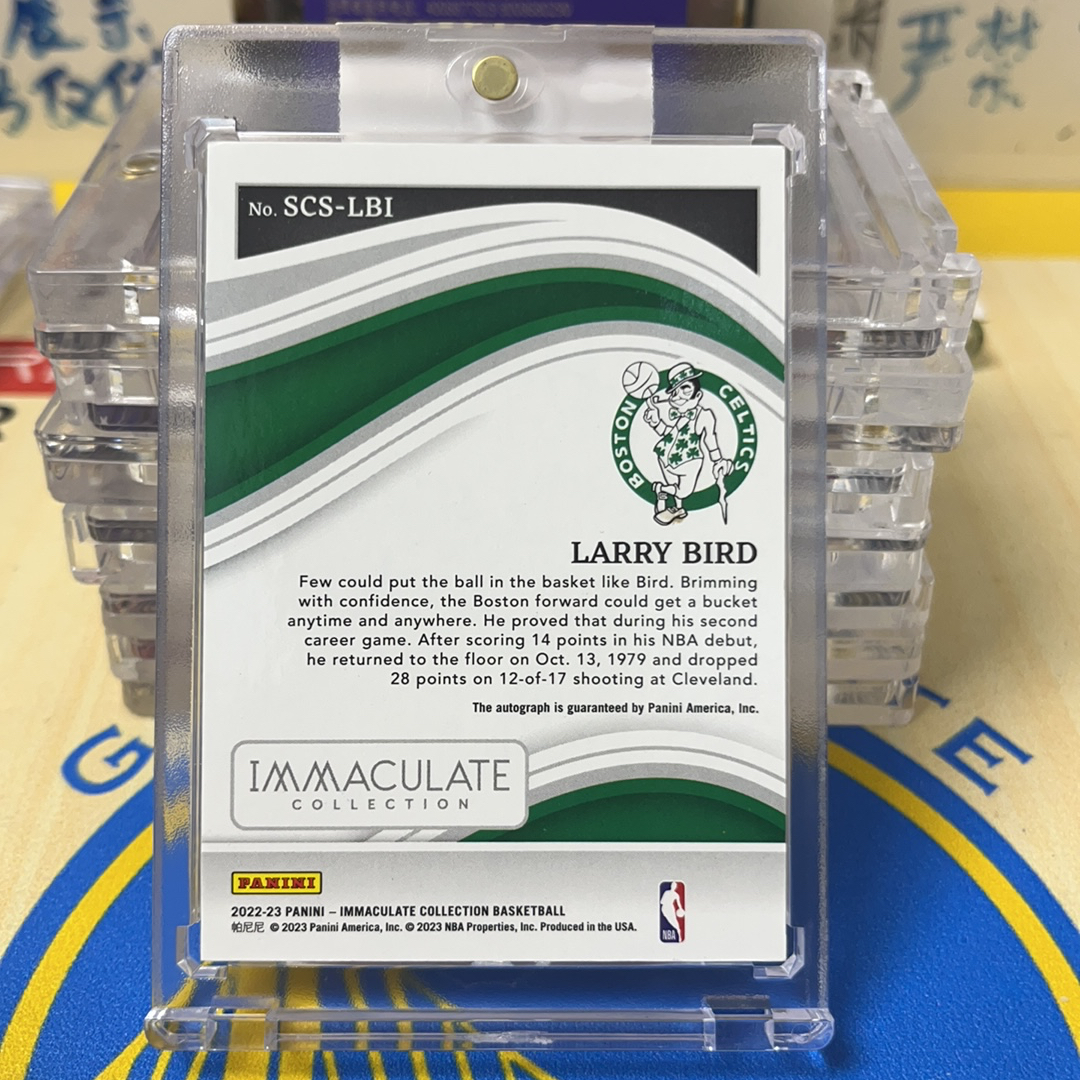 展示
严禁
No. SCS-LBI
BOSTON CELTICS
LARRY BIRD
Few could put the ball in the basket like Bird. Brimming
with confidence, the Boston forward could get a bucket
anytime and anywhere. He proved that during his second
career game. After scoring 14 points in his NBA debut,
he returned to the floor on Oct. 13, 1979 and dropped
28 points on 12-of-17 shooting at Cleveland.
The autograph is guaranteed by Panini America, Inc.
IMMACULATE
COLLECTION
PANINI
2022-23 PANINI – IMMACULATE COLLECTION BASKETBALL
帕尼尼 © 2023 Panini America, Inc. © 2023 NBA Properties, Inc. Produced in the USA.
NBA